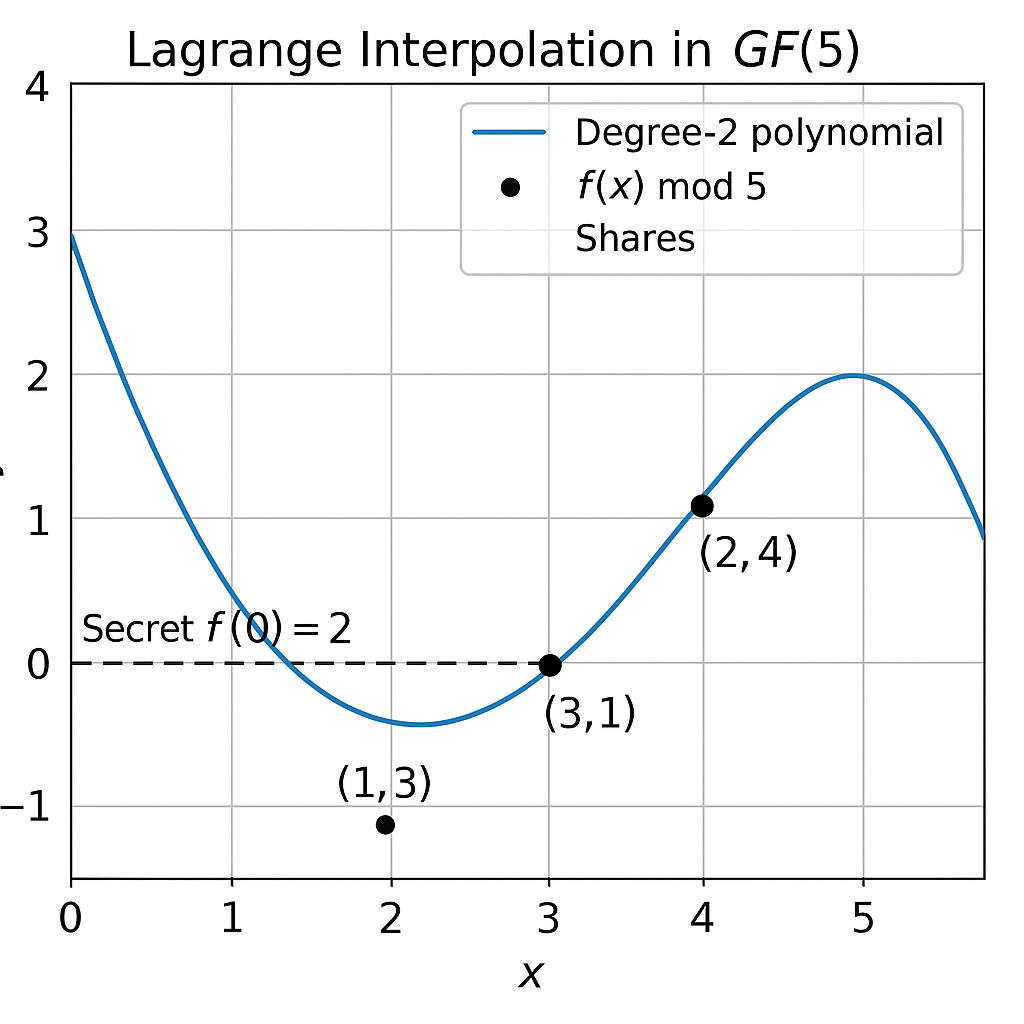 Lagrange Interpolation in GF(5)
4
Degree-2 polynomial
f(x) mod 5
Shares
3
2
1
(2, 4)
Secret f(0) = 2
0
(3, 1)
(1, 3)
−1
0 1 2 3 4 5
x